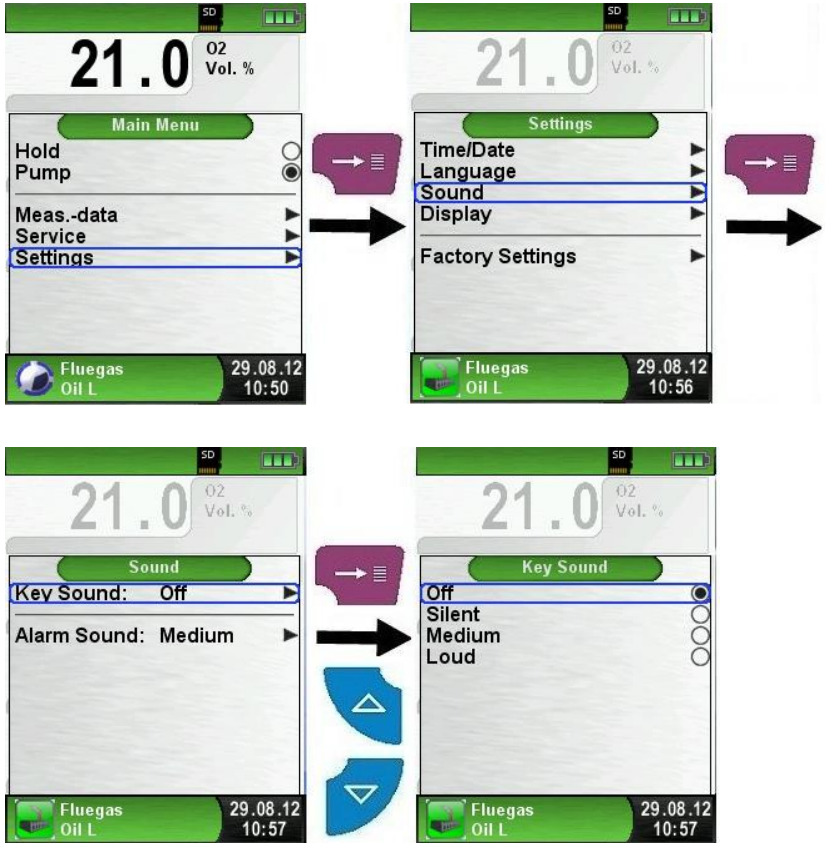 SD
21.0 O2
Vol. %
Main Menu
Hold
Pump
Meas.-data
Service
Settings
Fluegas 29.08.12
Oil L 10:50
SD
21.0 O2
Vol. %
Settings
Time/Date
Language
Sound
Display
Factory Settings
Fluegas 29.08.12
Oil L 10:56
SD
21.0 O2
Vol. %
Sound
Key Sound: Off
Alarm Sound: Medium
Fluegas 29.08.12
Oil L 10:57
SD
21.0 O2
Vol. %
Key Sound
Off
Silent
Medium
Loud
Fluegas 29.08.12
Oil L 10:57